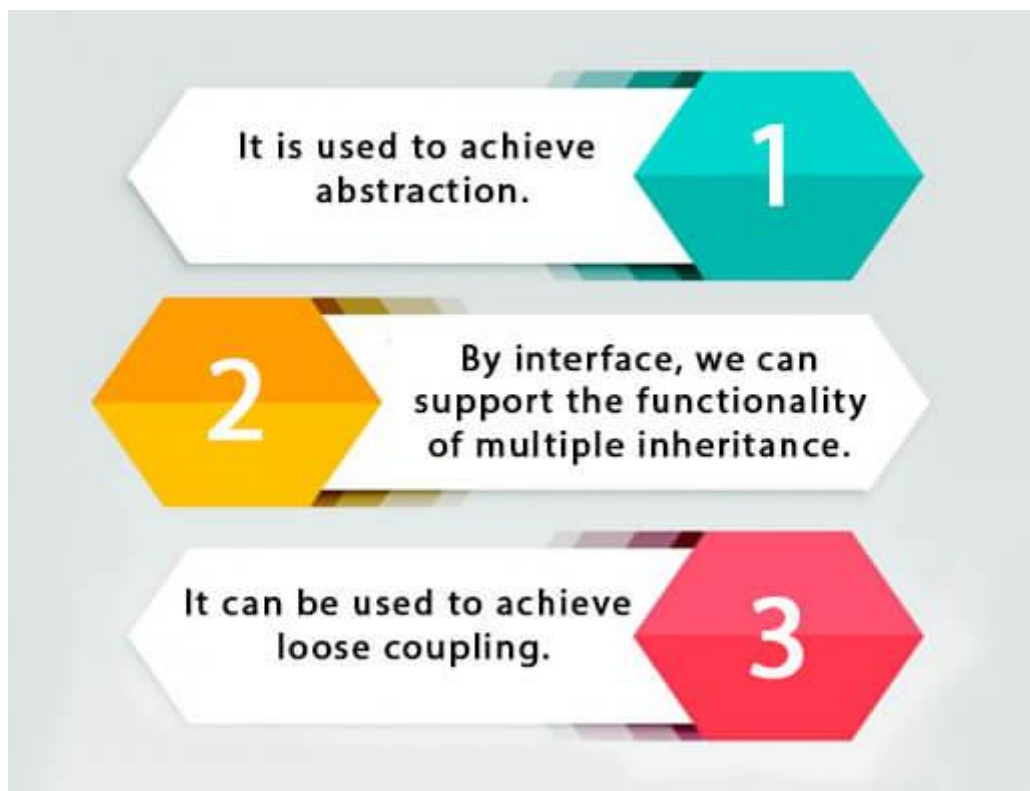 It is used to achieve
abstraction.
1
2
By interface, we can
support the functionality
of multiple inheritance.
It can be used to achieve
loose coupling.
3